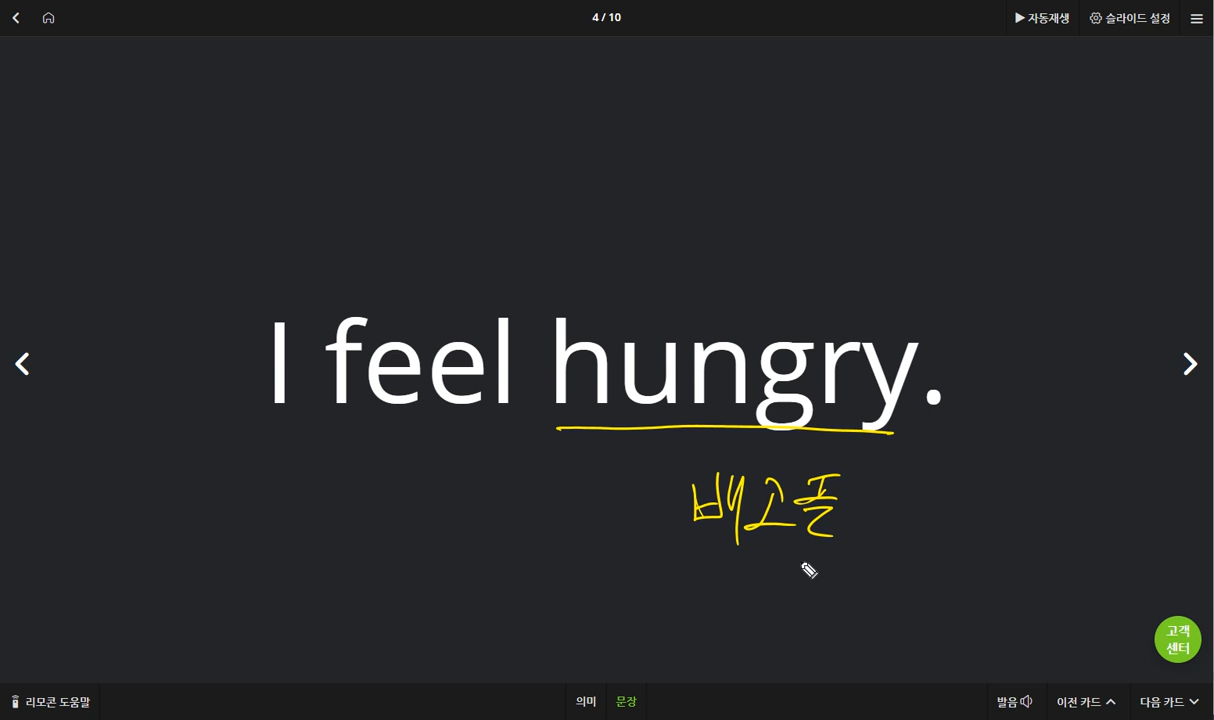 4 / 10
자동재생
슬라이드 설정
I feel hungry.
배고플
고객
센터
리모콘 도움말
의미
문장
발음
이전 카드
다음 카드